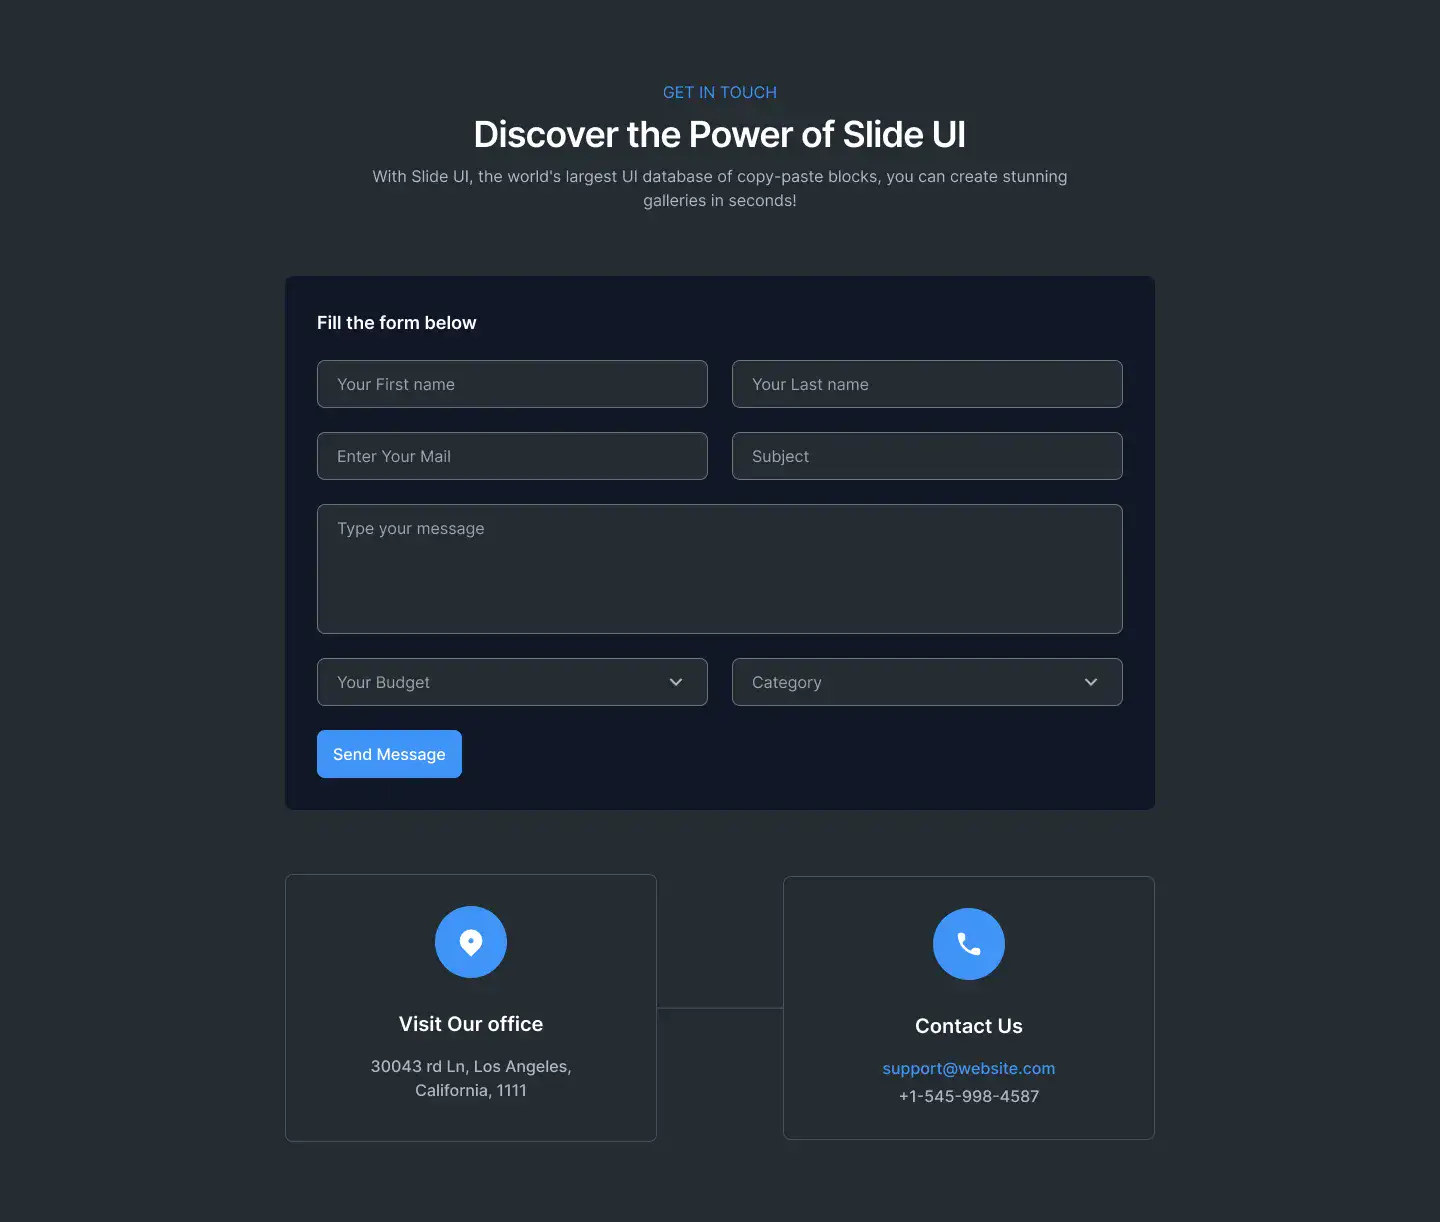 GET IN TOUCH
Discover the Power of Slide UI
With Slide UI, the world's largest UI database of copy-paste blocks, you can create stunning
galleries in seconds!
Fill the form below
Your First name
Your Last name
Enter Your Mail
Subject
Type your message
Your Budget
Category
Send Message
Visit Our office
30043 rd Ln, Los Angeles,
California, 1111
Contact Us
support@website.com
+1-545-998-4587